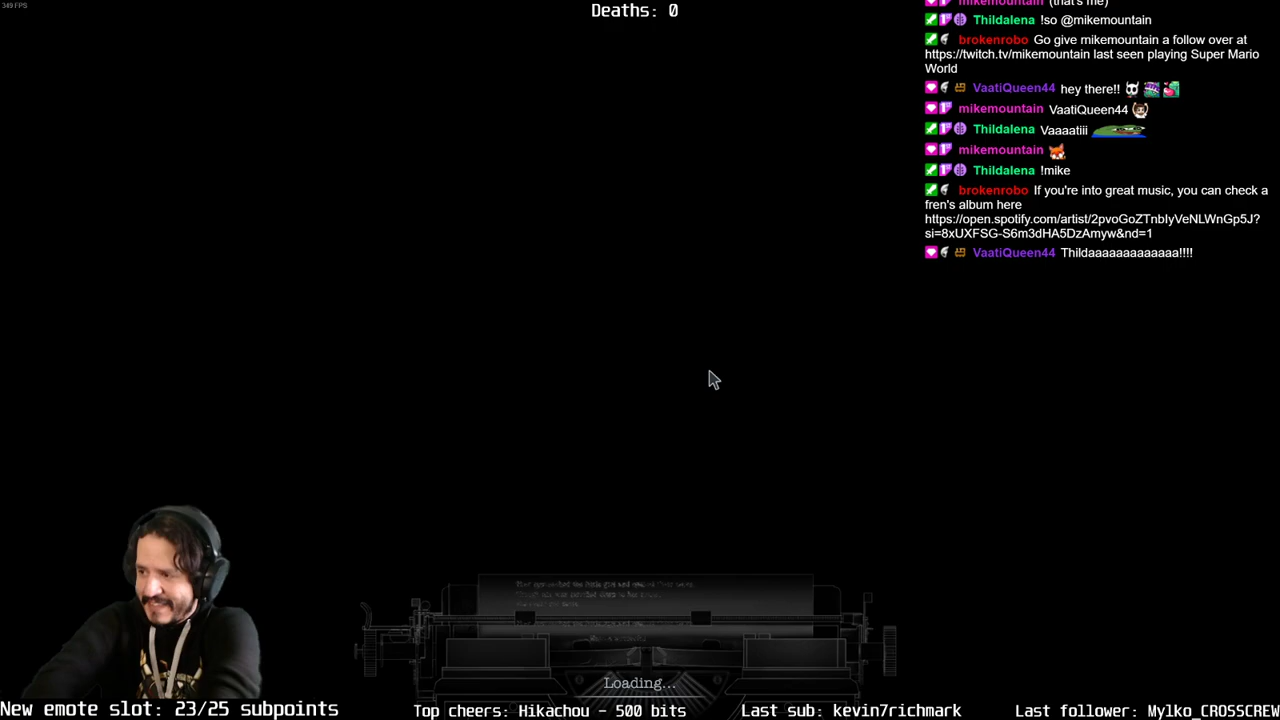 349 FPS
Deaths: 0
mikemountain (that's me)
Thildalena !so @mikemountain
brokenrobo Go give mikemountain a follow over at
https://twitch.tv/mikemountain last seen playing Super Mario
World
VaatiQueen44 hey there!!
mikemountain VaatiQueen44
Thildalena Vaaaatiii
mikemountain
Thildalena !mike
brokenrobo If you're into great music, you can check a
fren's album here
https://open.spotify.com/artist/2pvoGoZTnbIyVeNLWnGp5J?
si=8xUXFSG-S6m3dHA5DzAmyw&nd=1
VaatiQueen44 Thildaaaaaaaaaaaaa!!!!
Loading...
New emote slot: 23/25 subpoints
Top cheers: Hikachou - 500 bits
Last sub: kevin7richmark
Last follower: Mylko_CROSSCREW